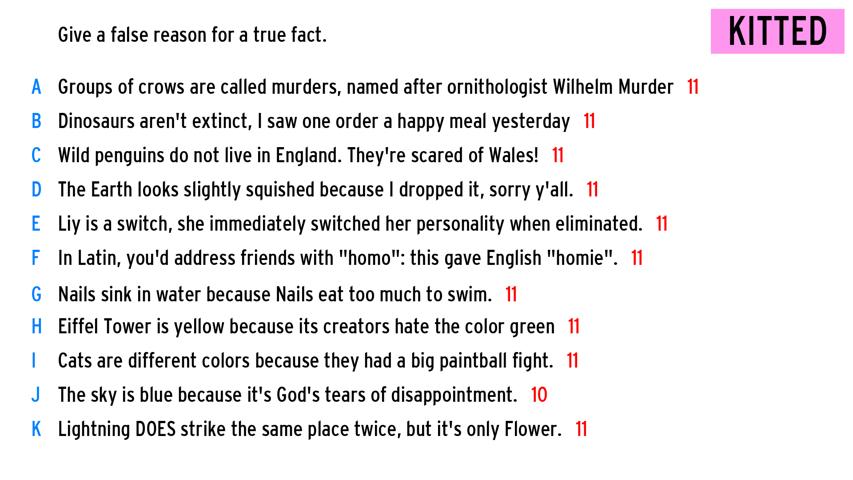 Give a false reason for a true fact.
KITTED
A Groups of crows are called murders, named after ornithologist Wilhelm Murder 11
B Dinosaurs aren't extinct, I saw one order a happy meal yesterday 11
C Wild penguins do not live in England. They're scared of Wales! 11
D The Earth looks slightly squished because I dropped it, sorry y'all. 11
E Liy is a switch, she immediately switched her personality when eliminated. 11
F In Latin, you'd address friends with "homo": this gave English "homie". 11
G Nails sink in water because Nails eat too much to swim. 11
H Eiffel Tower is yellow because its creators hate the color green 11
I Cats are different colors because they had a big paintball fight. 11
J The sky is blue because it's God's tears of disappointment. 10
K Lightning DOES strike the same place twice, but it's only Flower. 11